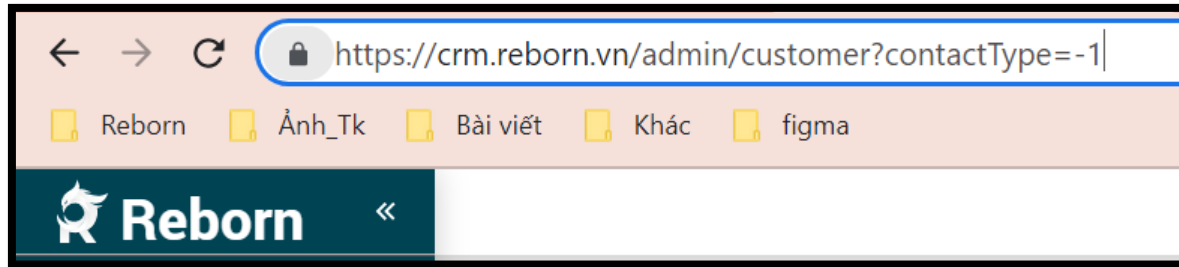 https://crm.reborn.vn/admin/customer?contactType=-1
Reborn Ảnh_Tk Bài viết Khác figma
Reborn «